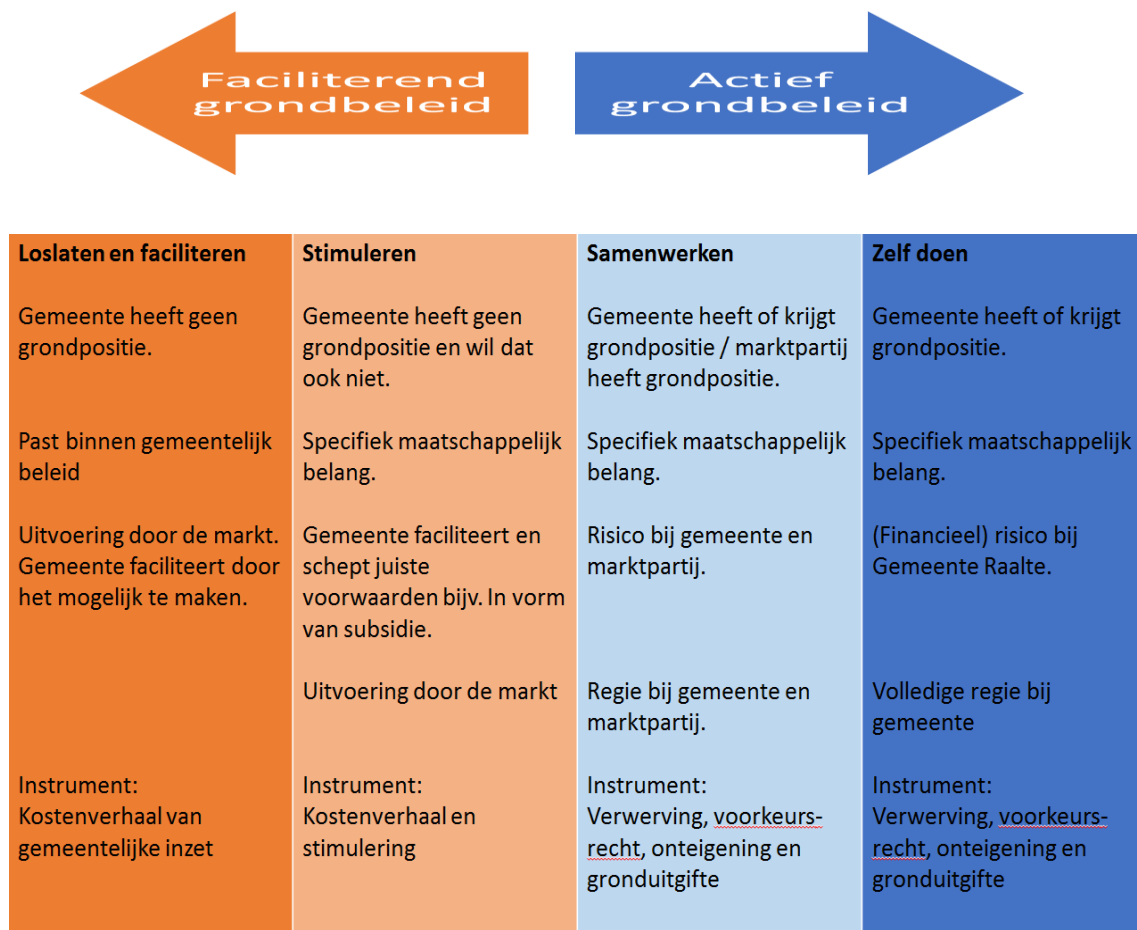 Faciliterend
grondbeleid
Actief
grondbeleid
Loslaten en faciliteren
Gemeente heeft geen
grondpositie.
Past binnen gemeentelijk
beleid
Uitvoering door de markt.
Gemeente faciliteert door
het mogelijk te maken.
Instrument:
Kostenverhaal van
gemeentelijke inzet
Stimuleren
Gemeente heeft geen
grondpositie en wil dat
ook niet.
Specifiek maatschappelijk
belang.
Gemeente faciliteert en
schept juiste
voorwaarden bijv. In vorm
van subsidie.
Uitvoering door de markt
Instrument:
Kostenverhaal en
stimulering
Samenwerken
Gemeente heeft of krijgt
grondpositie / marktpartij
heeft grondpositie.
Specifiek maatschappelijk
belang.
Risico bij gemeente en
marktpartij.
Regie bij gemeente en
marktpartij.
Instrument:
Verwerving, voorkeurs-
recht, onteigening en
gronduitgifte
Zelf doen
Gemeente heeft of krijgt
grondpositie.
Specifiek maatschappelijk
belang.
(Financieel) risico bij
Gemeente Raalte.
Volledige regie bij
gemeente
Instrument:
Verwerving, voorkeurs-
recht, onteigening en
gronduitgifte